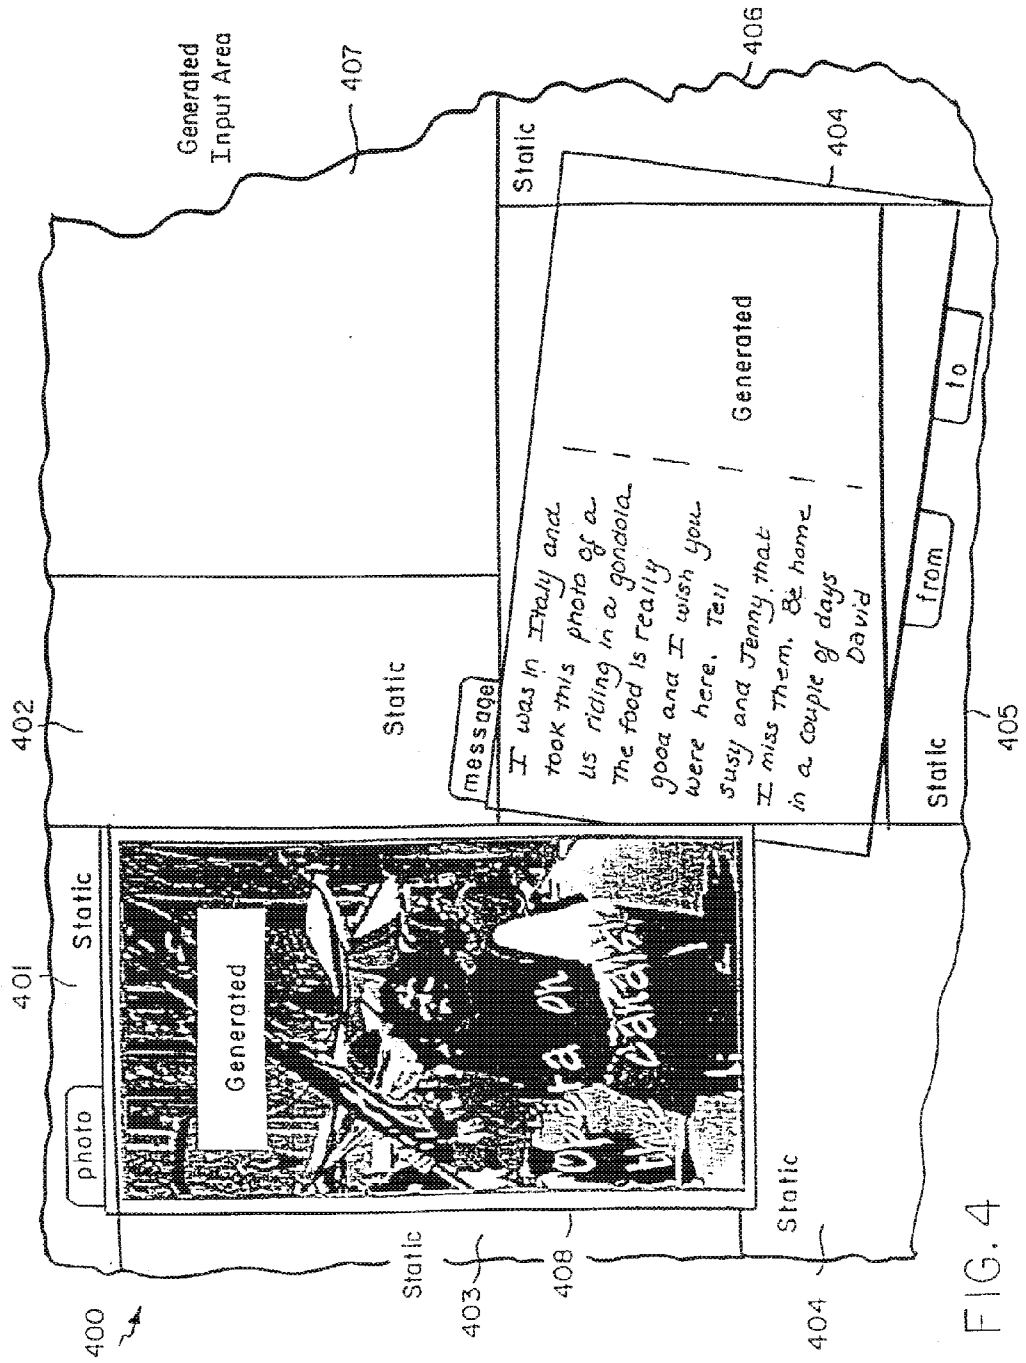 400
401
402
Generated
Input Area
407
photo
Static
Static
Static
Static
Generated
message
I was in Italy and
took this photo of a
us riding in a gondola
The food is really
good and I wish you
were here. Tell
Susy and Jenny, that
I miss them. Be home
in a couple of days
David
Generated
406
404
403
408
Static
Static
404
from
to
405
FIG. 4